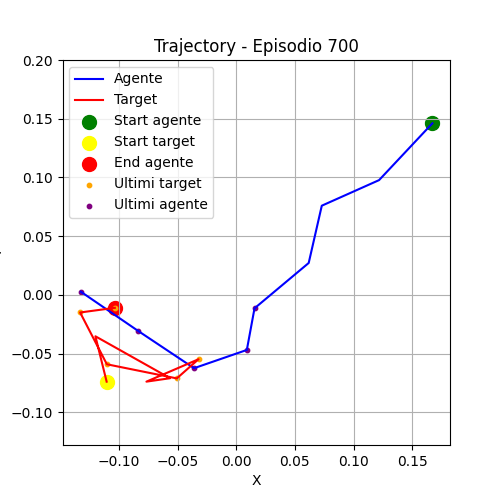 Trajectory - Episodio 700
0.20
0.15
0.10
0.05
0.00
−0.05
−0.10
Agente
Target
Start agente
Start target
End agente
Ultimi target
Ultimi agente
−0.10
−0.05
0.00
0.05
0.10
0.15
X